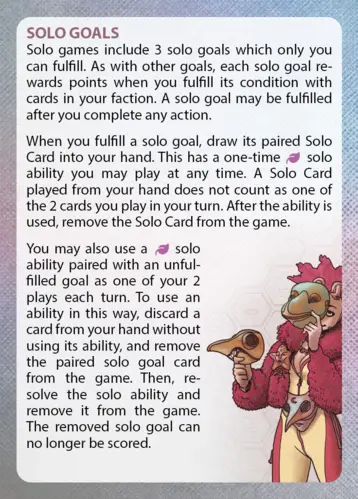 SOLO GOALS
Solo games include 3 solo goals which only you
can fulfill. As with other goals, each solo goal re-
wards points when you fulfill its condition with
cards in your faction. A solo goal may be fulfilled
after you complete any action.
When you fulfill a solo goal, draw its paired Solo
Card into your hand. This has a one-time solo
ability you may play at any time. A Solo Card
played from your hand does not count as one of
the 2 cards you play in your turn. After the ability is
used, remove the Solo Card from the game.
You may also use a solo
ability paired with an unful-
filled goal as one of your 2
plays each turn. To use an
ability in this way, discard a
card from your hand without
using its ability, and remove
the paired solo goal card
from the game. Then, re-
solve the solo ability and
remove it from the game.
The removed solo goal can
no longer be scored.